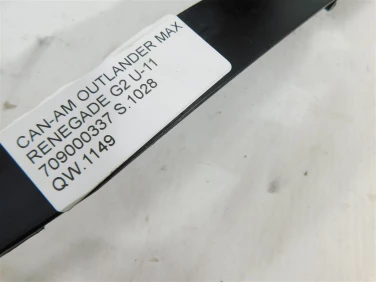 CAN-AM OUTLANDER MAX
RENEGADE G2 U-11
709000337 S.1028
QW.1149